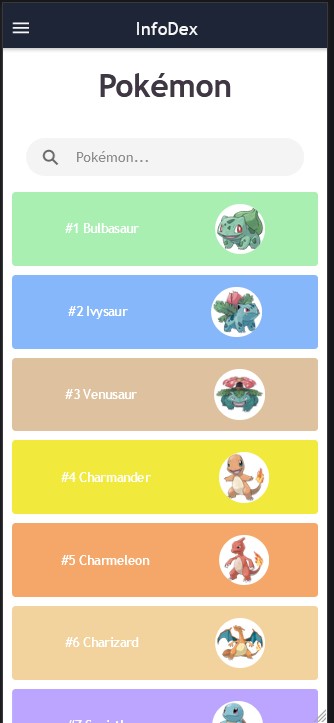 InfoDex
Pokémon
Pokémon...
#1 Bulbasaur
#2 Ivysaur
#3 Venusaur
#4 Charmander
#5 Charmeleon
#6 Charizard